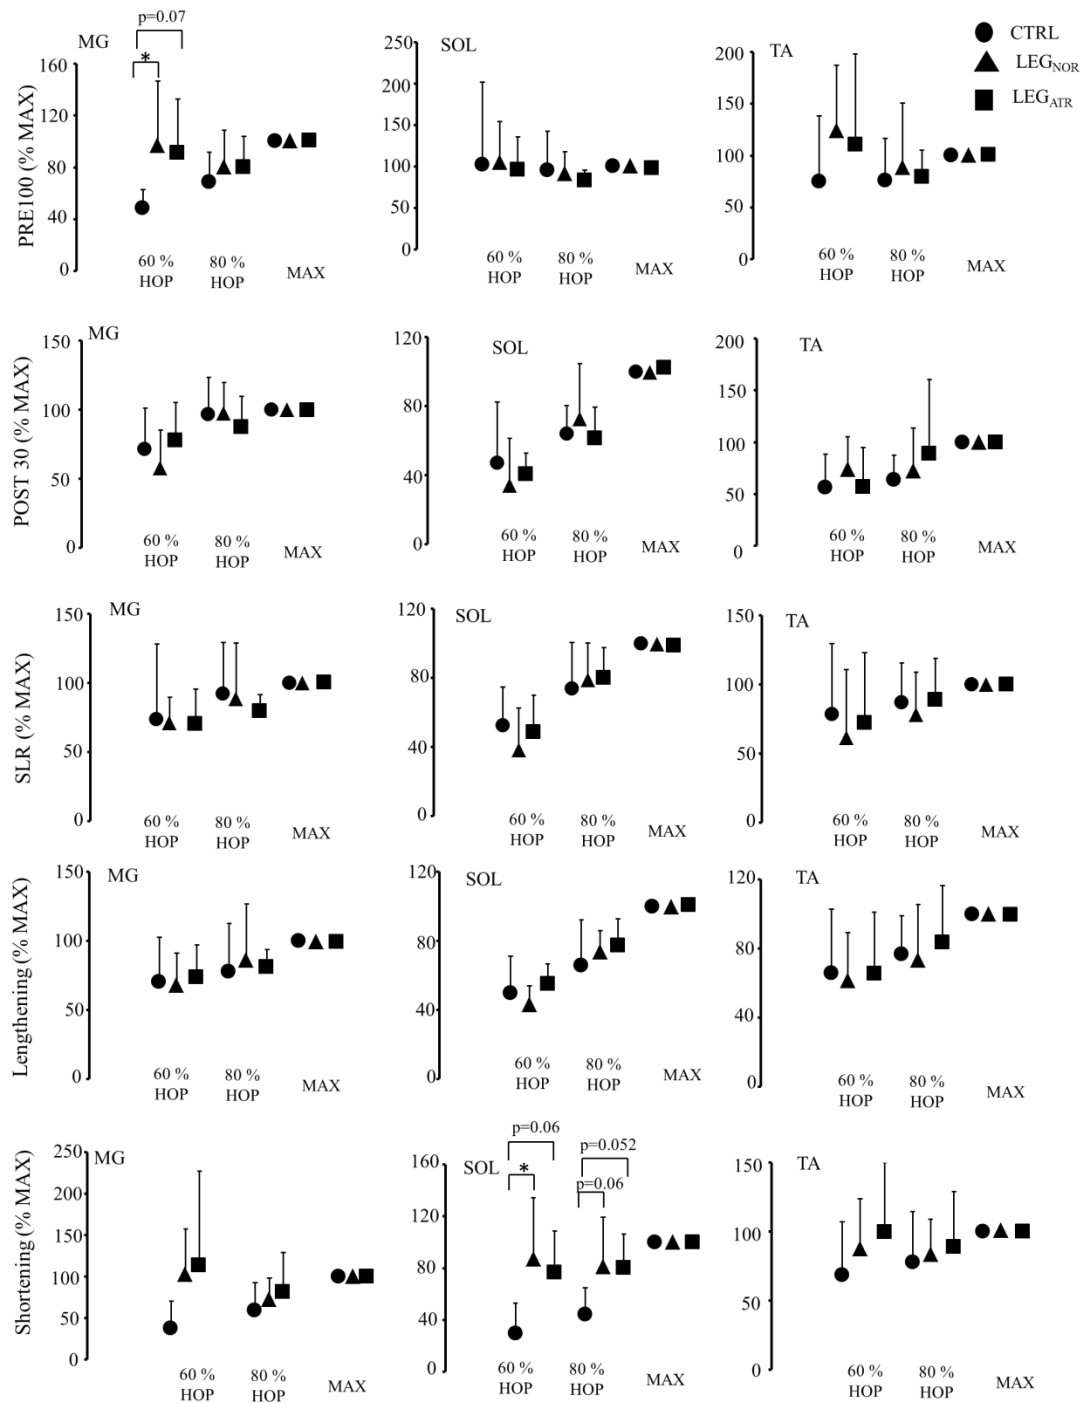 p=0.07
*
MG
PRE100 (% MAX)
160
120
80
40
0
60 %
HOP
80 %
HOP
MAX
SOL
250
200
150
100
50
0
60 %
HOP
80 %
HOP
MAX
TA
200
150
100
50
0
60 %
HOP
80 %
HOP
MAX
CTRL
LEG_NOR
LEG_ATR
MG
POST 30 (% MAX)
150
100
50
0
60 %
HOP
80 %
HOP
MAX
SOL
120
80
40
0
60 %
HOP
80 %
HOP
MAX
TA
200
150
100
50
0
60 %
HOP
80 %
HOP
MAX
MG
SLR (% MAX)
150
100
50
0
60 %
HOP
80 %
HOP
MAX
SOL
120
80
40
0
60 %
HOP
80 %
HOP
MAX
TA
150
100
50
0
60 %
HOP
80 %
HOP
MAX
MG
Lengthening (% MAX)
150
100
50
0
60 %
HOP
80 %
HOP
MAX
SOL
120
80
40
0
60 %
HOP
80 %
HOP
MAX
TA
120
80
40
0
60 %
HOP
80 %
HOP
MAX
MG
Shortening (% MAX)
250
200
150
100
50
0
60 %
HOP
80 %
HOP
MAX
p=0.06
p=0.052
*
p=0.06
SOL
160
120
80
40
0
60 %
HOP
80 %
HOP
MAX
TA
150
100
50
0
60 %
HOP
80 %
HOP
MAX